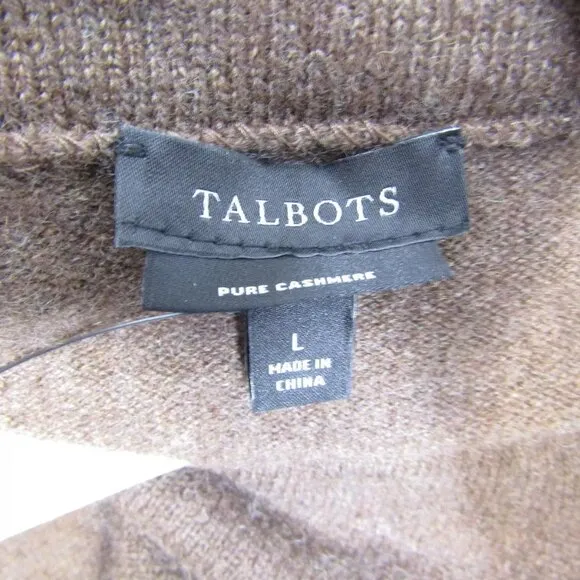 TALBOTS
PURE CASHMERE
L
MADE IN
CHINA